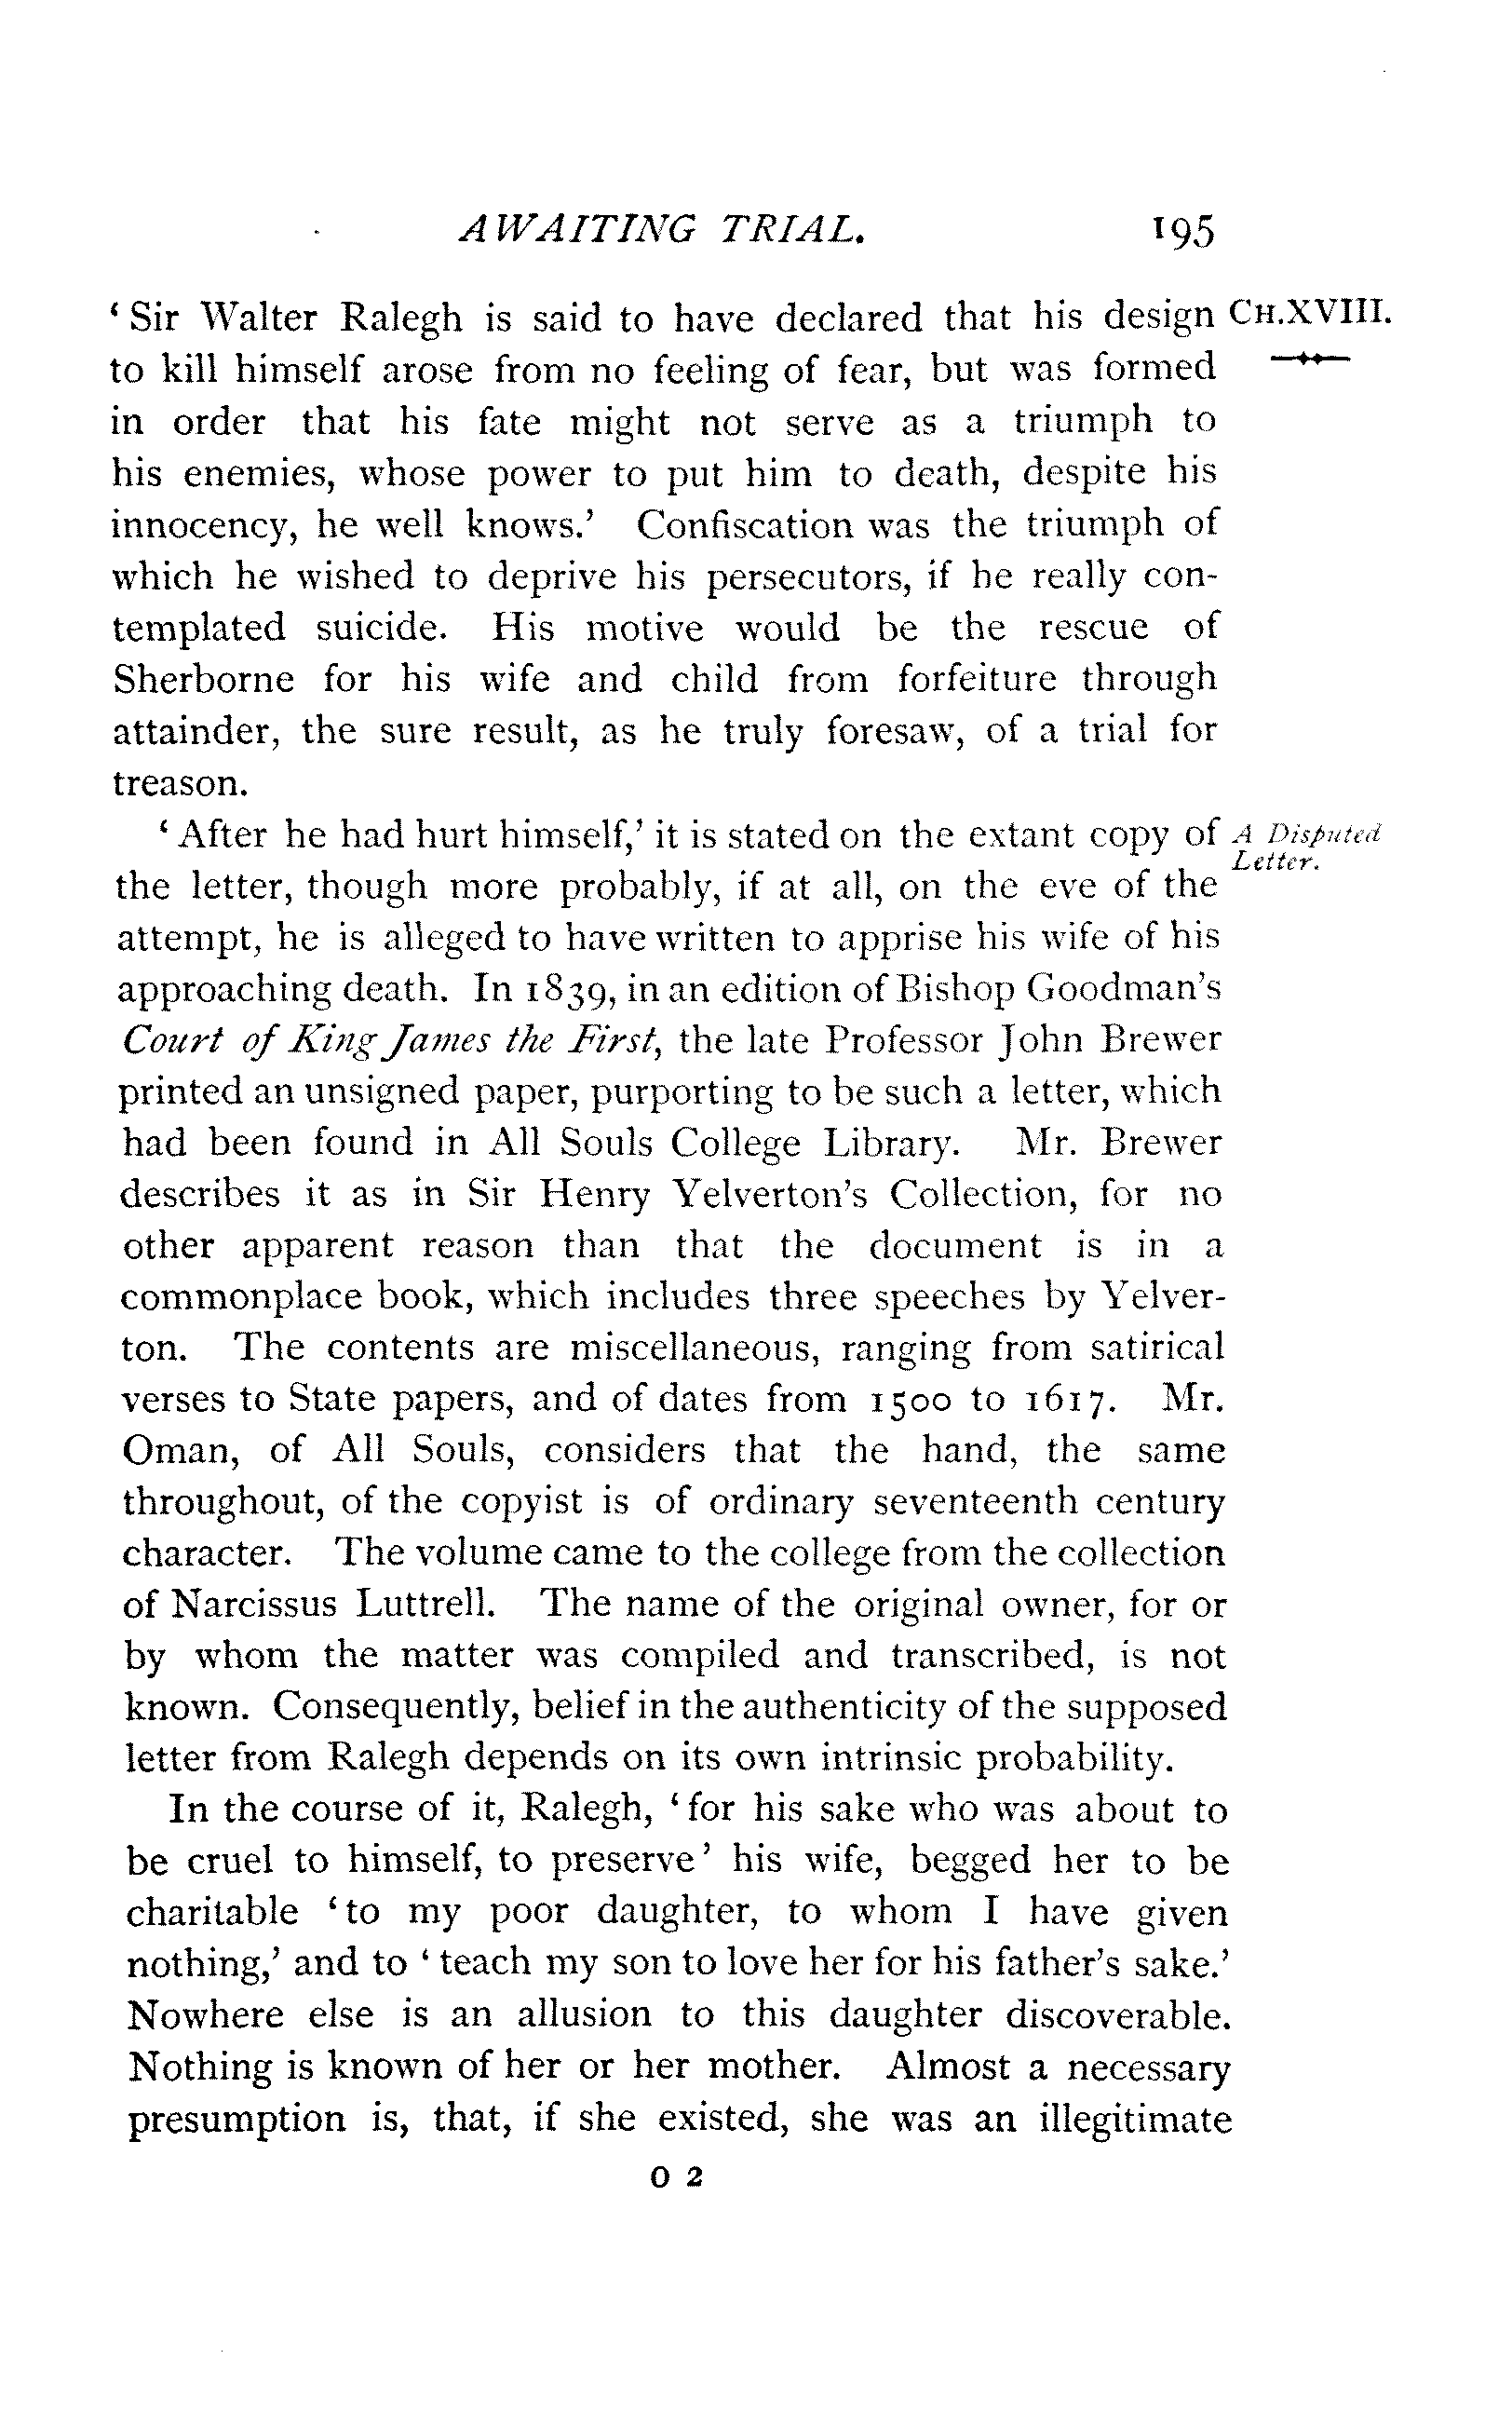 AWAITING TRIAL. 195
‘Sir Walter Ralegh is said to have declared that his design CH.XVIII.
to kill himself arose from no feeling of fear, but was formed
in order that his fate might not serve as a triumph to
his enemies, whose power to put him to death, despite his
innocency, he well knows.’ Confiscation was the triumph of
which he wished to deprive his persecutors, if he really con-
templated suicide. His motive would be the rescue of
Sherborne for his wife and child from forfeiture through
attainder, the sure result, as he truly foresaw, of a trial for
treason.
‘After he had hurt himself,’ it is stated on the extant copy of
A Disputed
Letter.
the letter, though more probably, if at all, on the eve of the
attempt, he is alleged to have written to apprise his wife of his
approaching death. In 1839, in an edition of Bishop Goodman's
Court of King James the First, the late Professor John Brewer
printed an unsigned paper, purporting to be such a letter, which
had been found in All Souls College Library. Mr. Brewer
describes it as in Sir Henry Yelverton's Collection, for no
other apparent reason than that the document is in a
commonplace book, which includes three speeches by Yelver-
ton. The contents are miscellaneous, ranging from satirical
verses to State papers, and of dates from 1500 to 1617. Mr.
Oman, of All Souls, considers that the hand, the same
throughout, of the copyist is of ordinary seventeenth century
character. The volume came to the college from the collection
of Narcissus Luttrell. The name of the original owner, for or
by whom the matter was compiled and transcribed, is not
known. Consequently, belief in the authenticity of the supposed
letter from Ralegh depends on its own intrinsic probability.
In the course of it, Ralegh, ‘for his sake who was about to
be cruel to himself, to preserve’ his wife, begged her to be
charitable ‘to my poor daughter, to whom I have given
nothing,’ and to ‘teach my son to love her for his father's sake.’
Nowhere else is an allusion to this daughter discoverable.
Nothing is known of her or her mother. Almost a necessary
presumption is, that, if she existed, she was an illegitimate
O 2